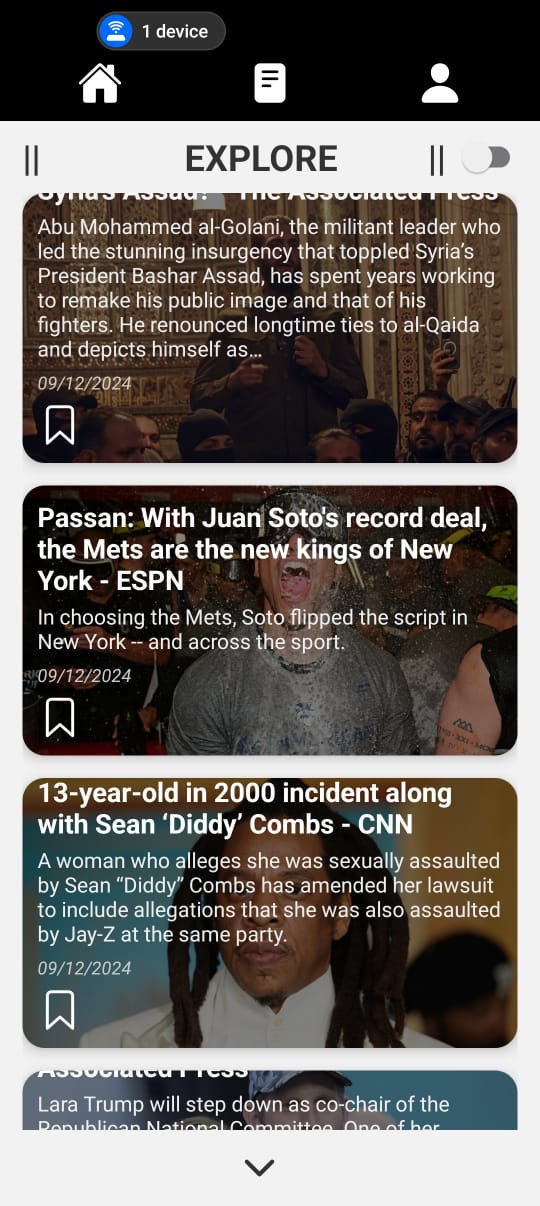 1 device
EXPLORE
Syria's Assad? - The Associated Press
Abu Mohammed al-Golani, the militant leader who
led the stunning insurgency that toppled Syria’s
President Bashar Assad, has spent years working
to remake his public image and that of his
fighters. He renounced longtime ties to al-Qaida
and depicts himself as…
09/12/2024
Passan: With Juan Soto's record deal,
the Mets are the new kings of New
York - ESPN
In choosing the Mets, Soto flipped the script in
New York -- and across the sport.
09/12/2024
13-year-old in 2000 incident along
with Sean ‘Diddy’ Combs - CNN
A woman who alleges she was sexually assaulted
by Sean “Diddy” Combs has amended her lawsuit
to include allegations that she was also assaulted
by Jay-Z at the same party.
09/12/2024
Associated Press
Lara Trump will step down as co-chair of the
Republican National Committee. One of her